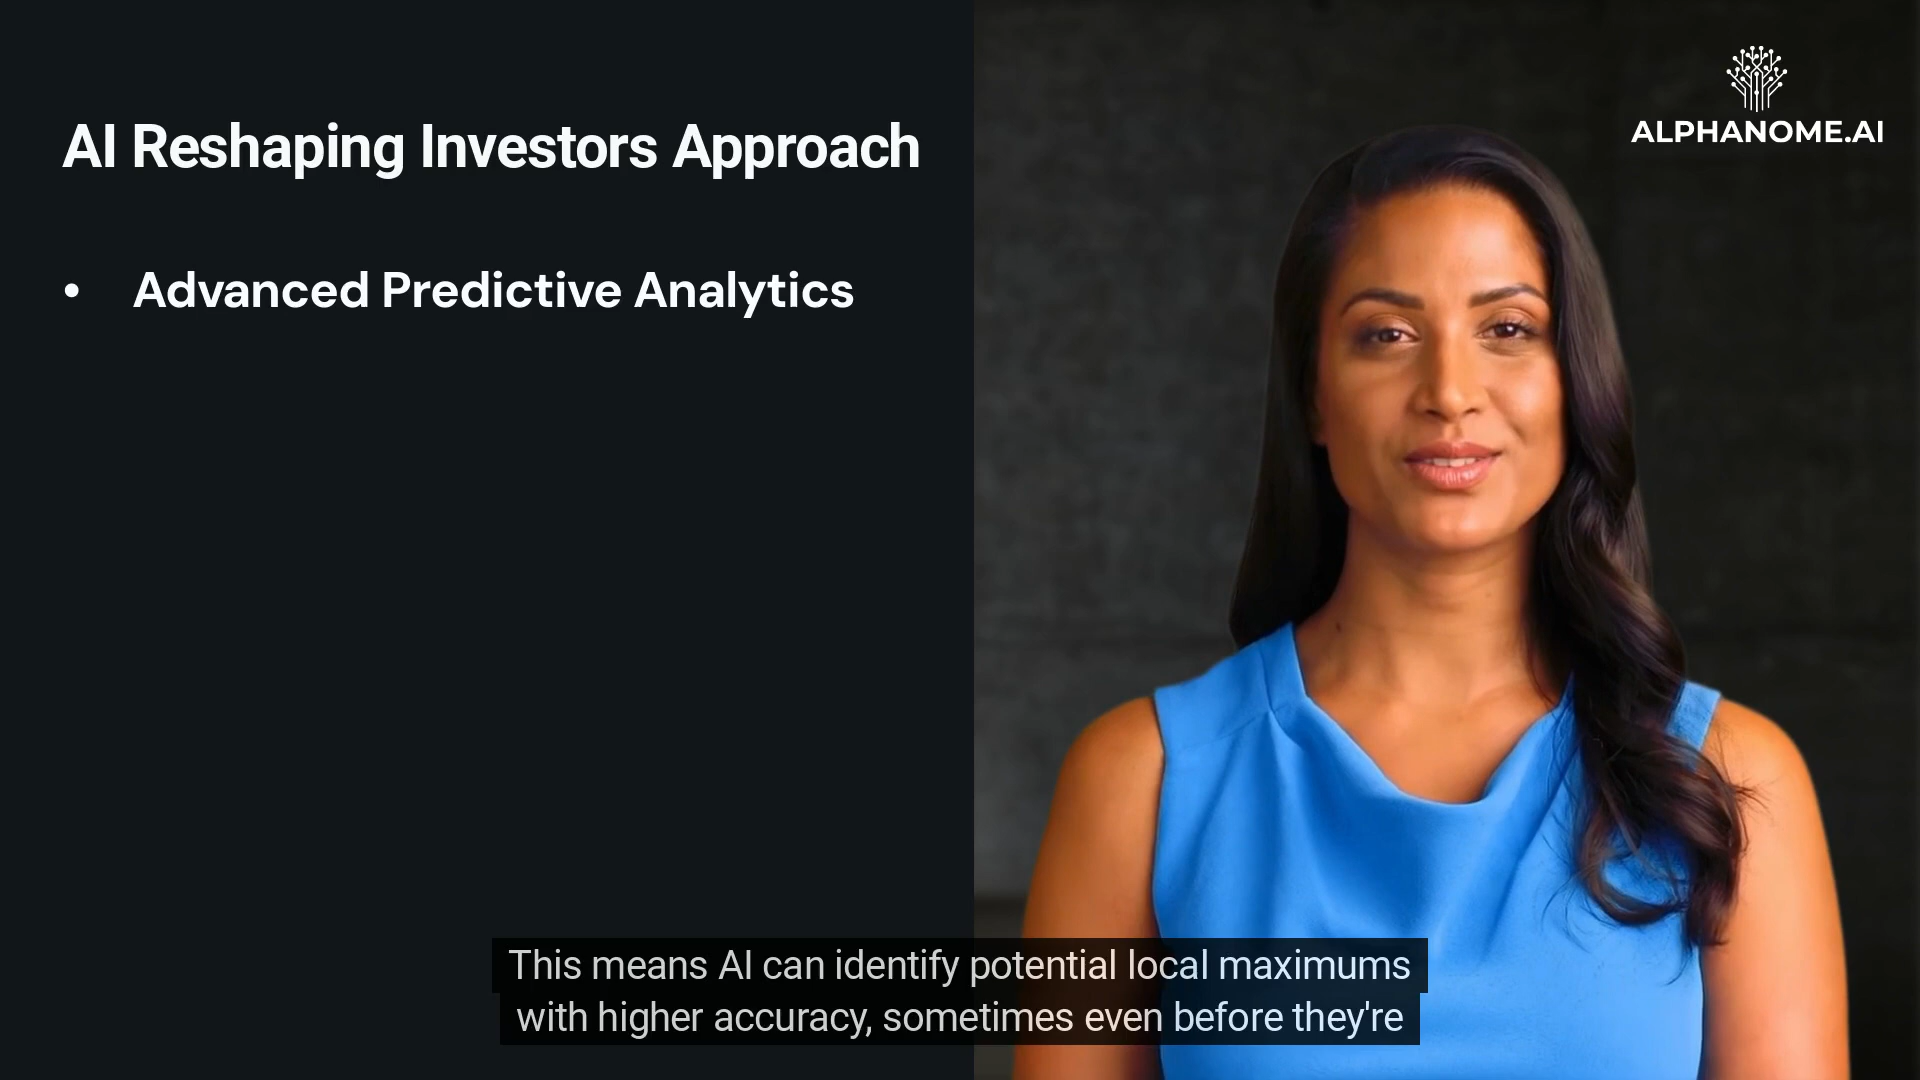 AI Reshaping Investors Approach
• Advanced Predictive Analytics
ALPHANOME.AI
This means AI can identify potential local maximums
with higher accuracy, sometimes even before they're